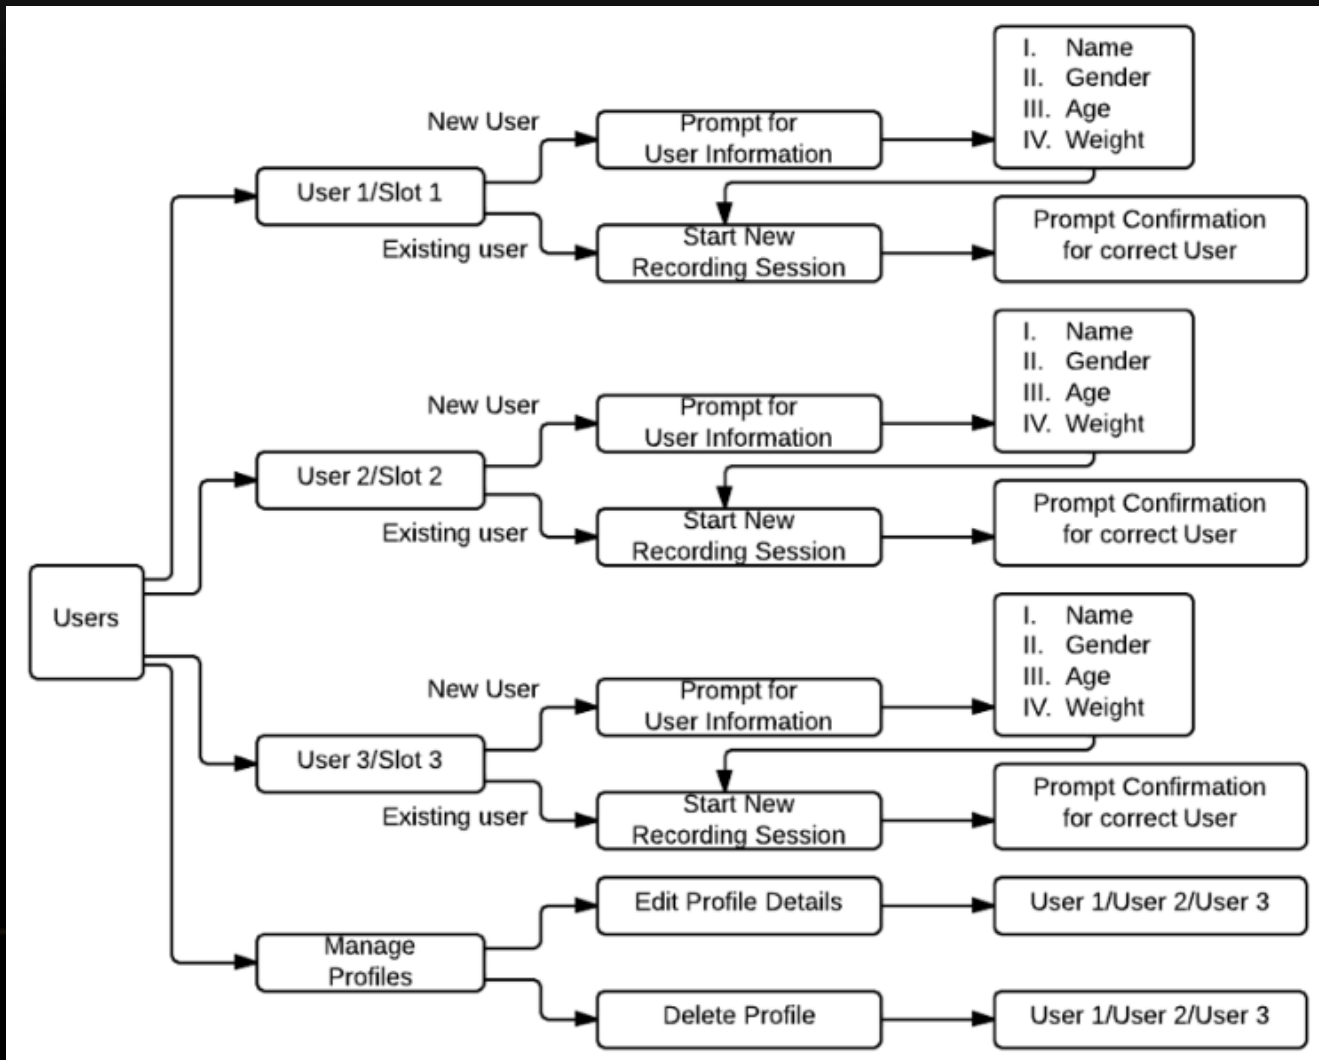 New User
Prompt for
User Information
I. Name
II. Gender
III. Age
IV. Weight
User 1/Slot 1
Existing user
Start New
Recording Session
Prompt Confirmation
for correct User
New User
Prompt for
User Information
I. Name
II. Gender
III. Age
IV. Weight
User 2/Slot 2
Existing user
Start New
Recording Session
Prompt Confirmation
for correct User
Users
New User
Prompt for
User Information
I. Name
II. Gender
III. Age
IV. Weight
User 3/Slot 3
Existing user
Start New
Recording Session
Prompt Confirmation
for correct User
Manage
Profiles
Edit Profile Details
User 1/User 2/User 3
Delete Profile
User 1/User 2/User 3